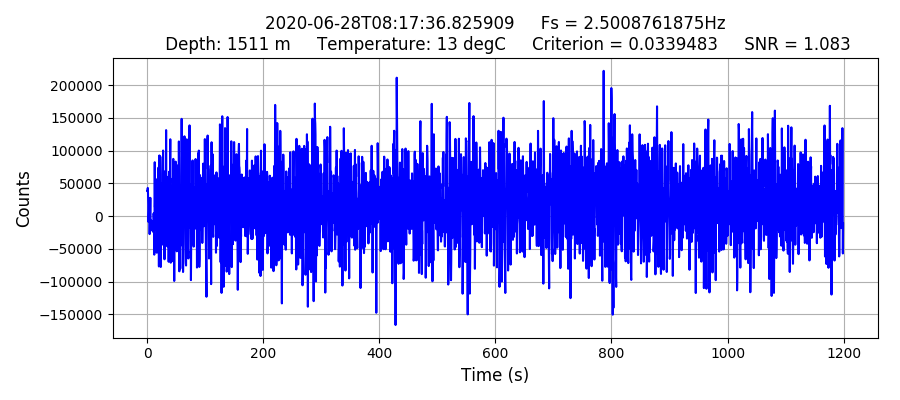 2020-06-28T08:17:36.825909 Fs = 2.5008761875Hz
Depth: 1511 m Temperature: 13 degC Criterion = 0.0339483 SNR = 1.083
200000
150000
100000
50000
0
−50000
−100000
−150000
Counts
0 200 400 600 800 1000 1200
Time (s)